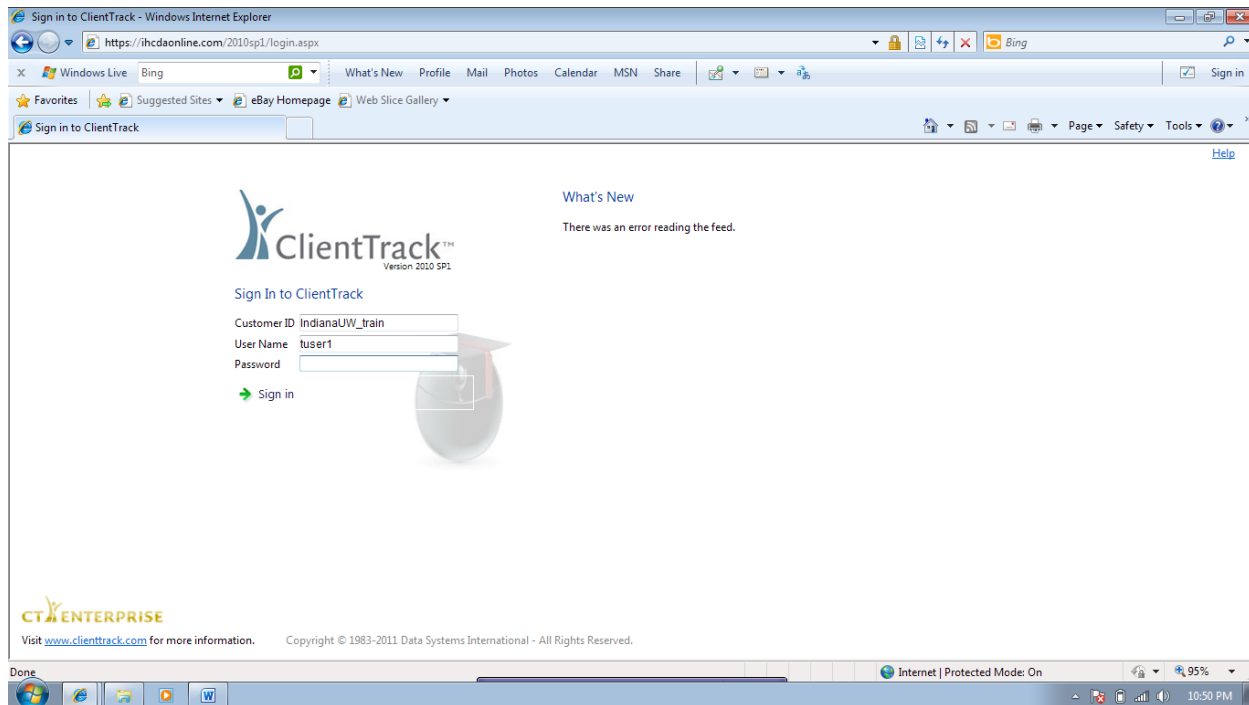 Sign in to ClientTrack - Windows Internet Explorer
https://ihcdaonline.com/2010sp1/login.aspx
Bing
X Windows Live Bing What's New Profile Mail Photos Calendar MSN Share Sign in
Favorites Suggested Sites eBay Homepage Web Slice Gallery
Sign in to ClientTrack Page Safety Tools
Help
ClientTrack™
Version 2010 SP1
What's New
There was an error reading the feed.
Sign In to ClientTrack
Customer ID IndianaUW_train
User Name tuser1
Password
Sign in
CT ENTERPRISE
Visit www.clienttrack.com for more information. Copyright © 1983-2011 Data Systems International - All Rights Reserved.
Done Internet | Protected Mode: On 95%
10:50 PM